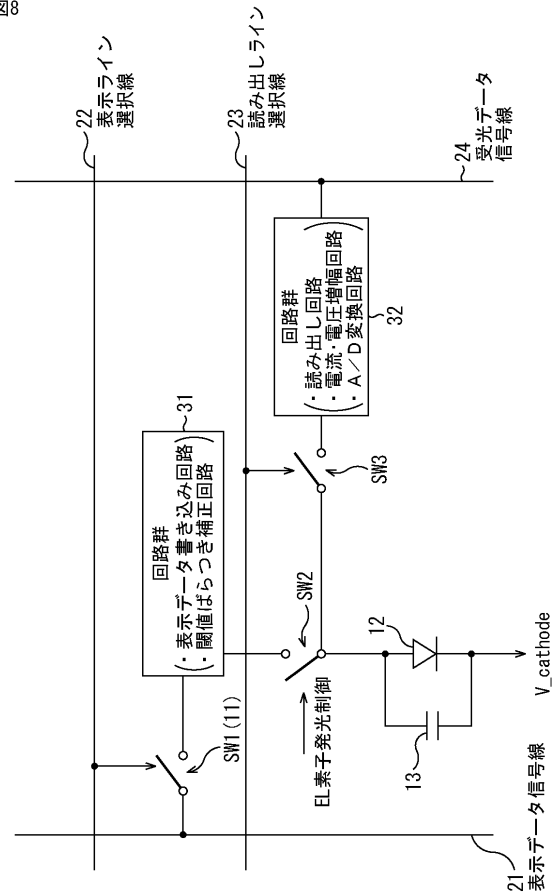 図8
22
表示ライン
選択線
23
読み出しライン
選択線
24
受光データ
信号線
31
回路群
・表示データ書き込み回路
・閾値ばらつき補正回路
32
回路群
・読み出し回路
・電流・電圧増幅回路
・A/D変換回路
SW1(11)
SW2
SW3
EL素子発光制御
12
13
V_cathode
21
表示データ信号線